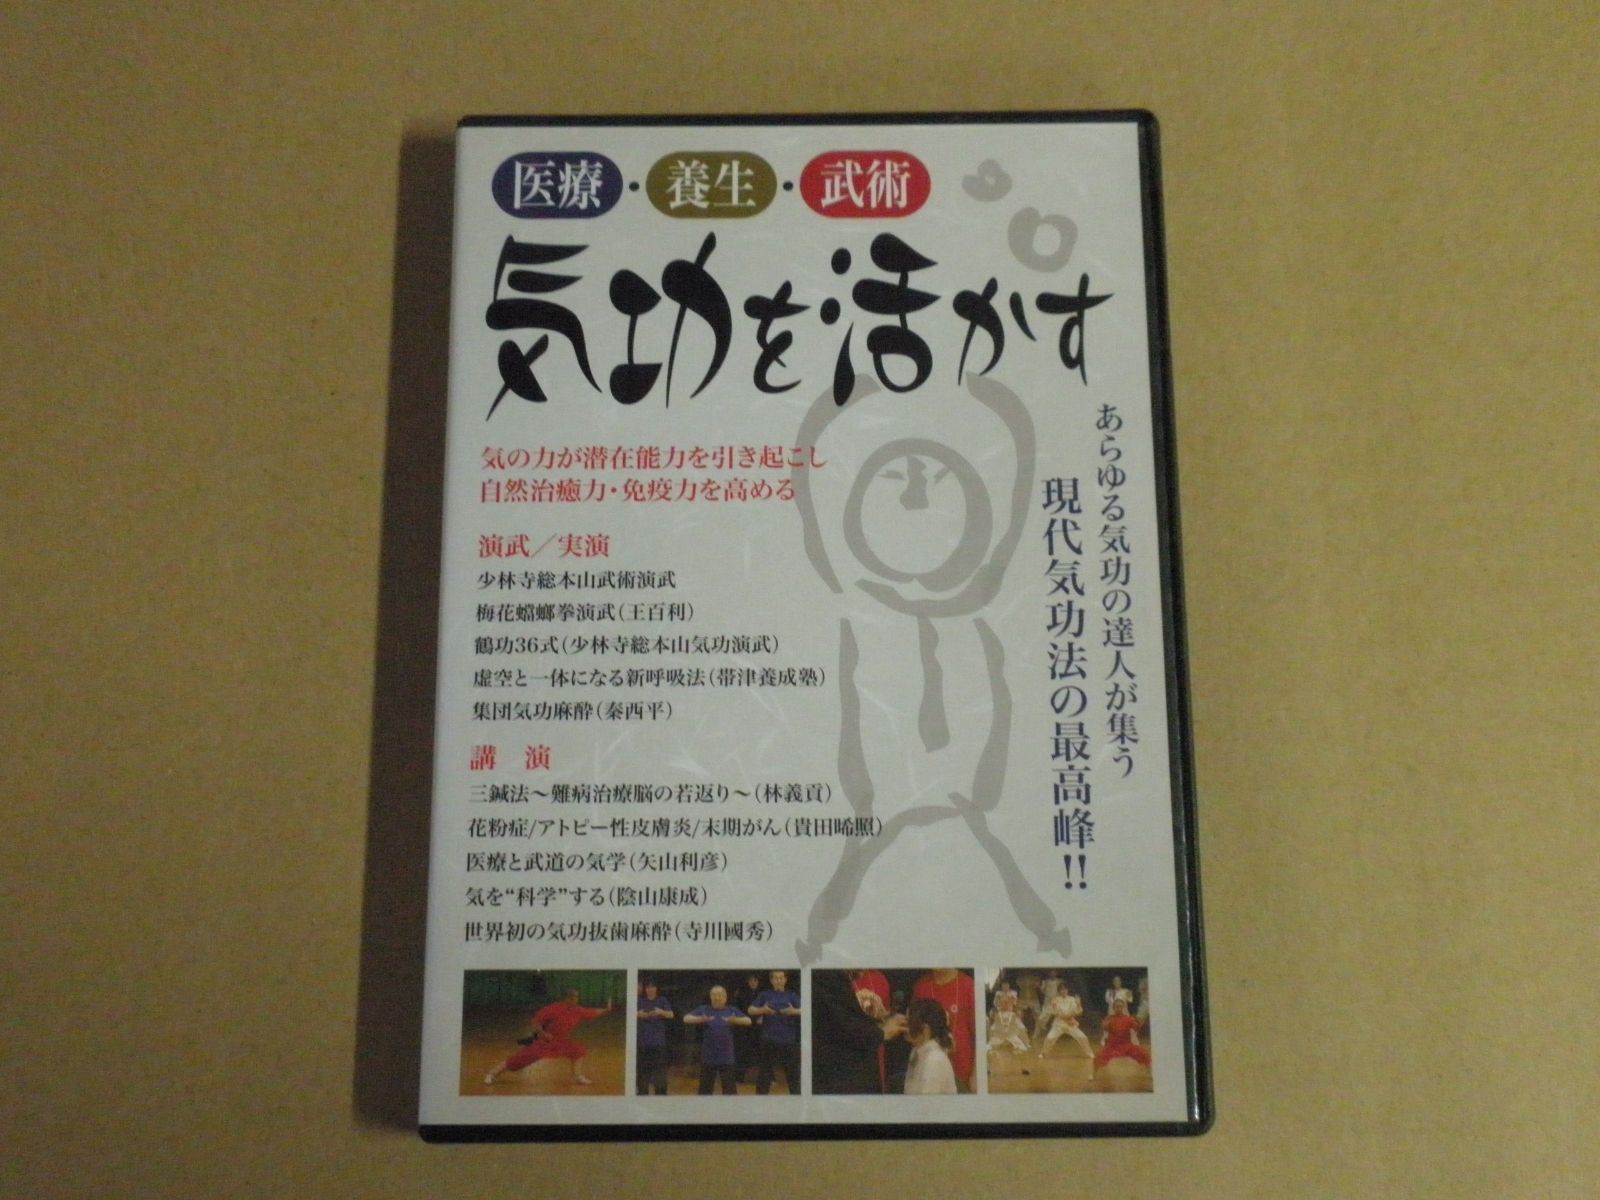 医療・養生・武術
気功を活かす
あらゆる気功の達人が集う
現代気功法の最高峰!!
気の力が潜在能力を引き起こし
自然治癒力・免疫力を高める
演武／実演
少林寺総本山武術演武
梅花蟷螂拳演武（王百利）
鶴功36式（少林寺総本山気功演武）
虚空と一体になる新呼吸法（帯津養成塾）
集団気功麻酔（秦西平）
講　演
三鍼法～難病治療脳の若返り～（林義貢）
花粉症/アトピー性皮膚炎/末期がん（貴田晞照）
医療と武道の気学（矢山利彦）
気を“科学”する（陰山康成）
世界初の気功抜歯麻酔（寺川國秀）